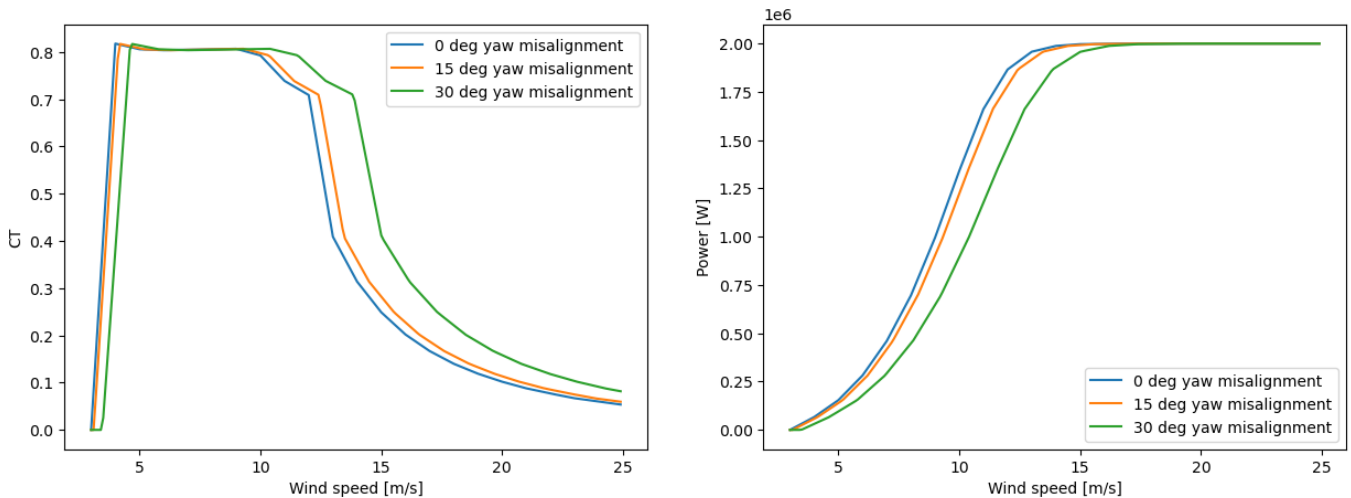 0.8
0.7
0.6
0.5
0.4
0.3
0.2
0.1
0.0
CT
5
10
15
20
25
Wind speed [m/s]
0 deg yaw misalignment
15 deg yaw misalignment
30 deg yaw misalignment
1e6
2.00
1.75
1.50
1.25
1.00
0.75
0.50
0.25
0.00
Power [W]
5
10
15
20
25
Wind speed [m/s]
0 deg yaw misalignment
15 deg yaw misalignment
30 deg yaw misalignment